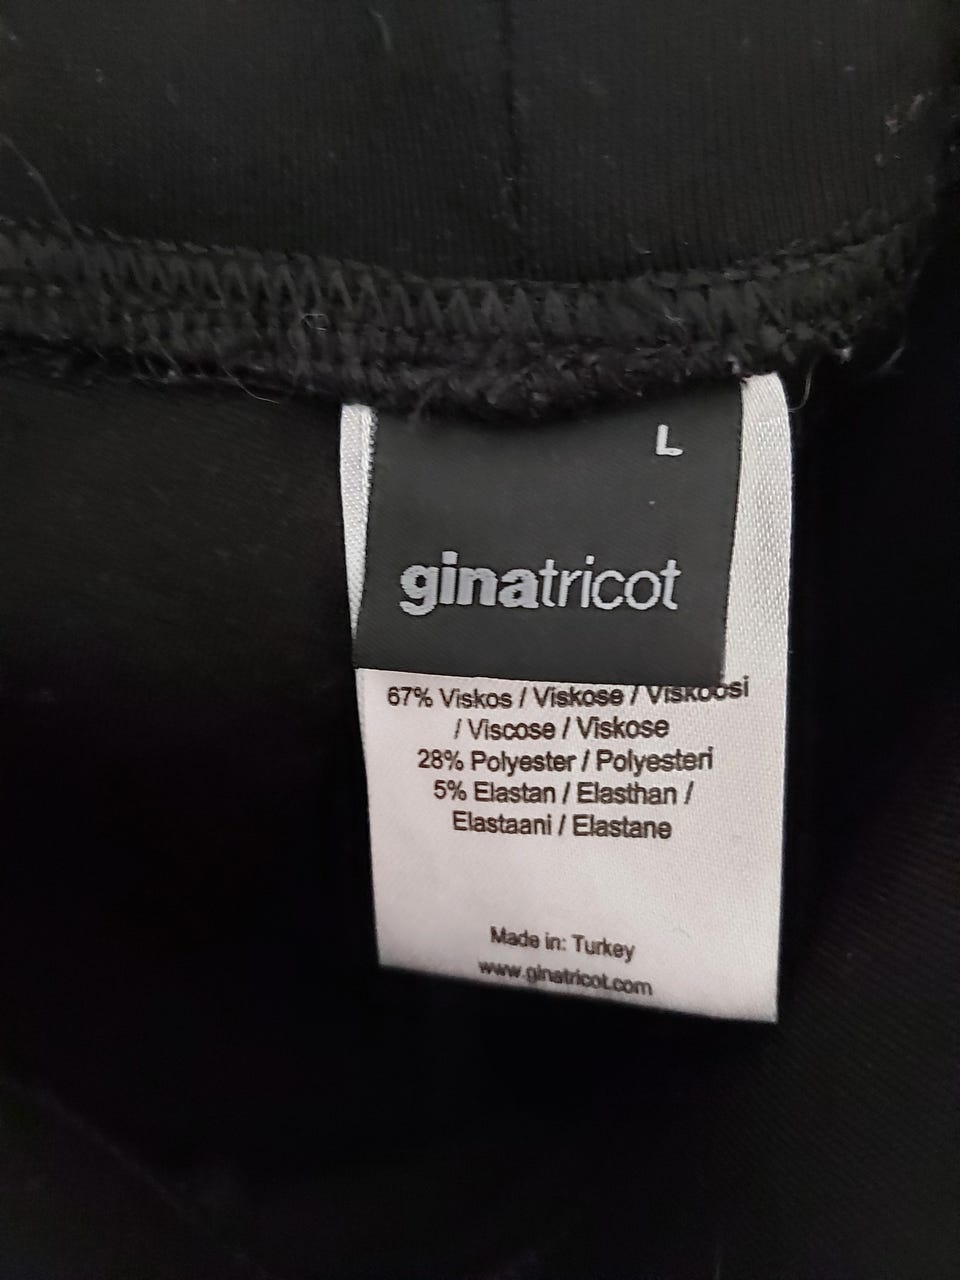 L
ginatricot
67% Viskos / Viskose / Viskoosi
/ Viscose / Viskose
28% Polyester / Polyesteri
5% Elastan / Elasthan /
Elastaani / Elastane
Made in: Turkey
www.ginatricot.com